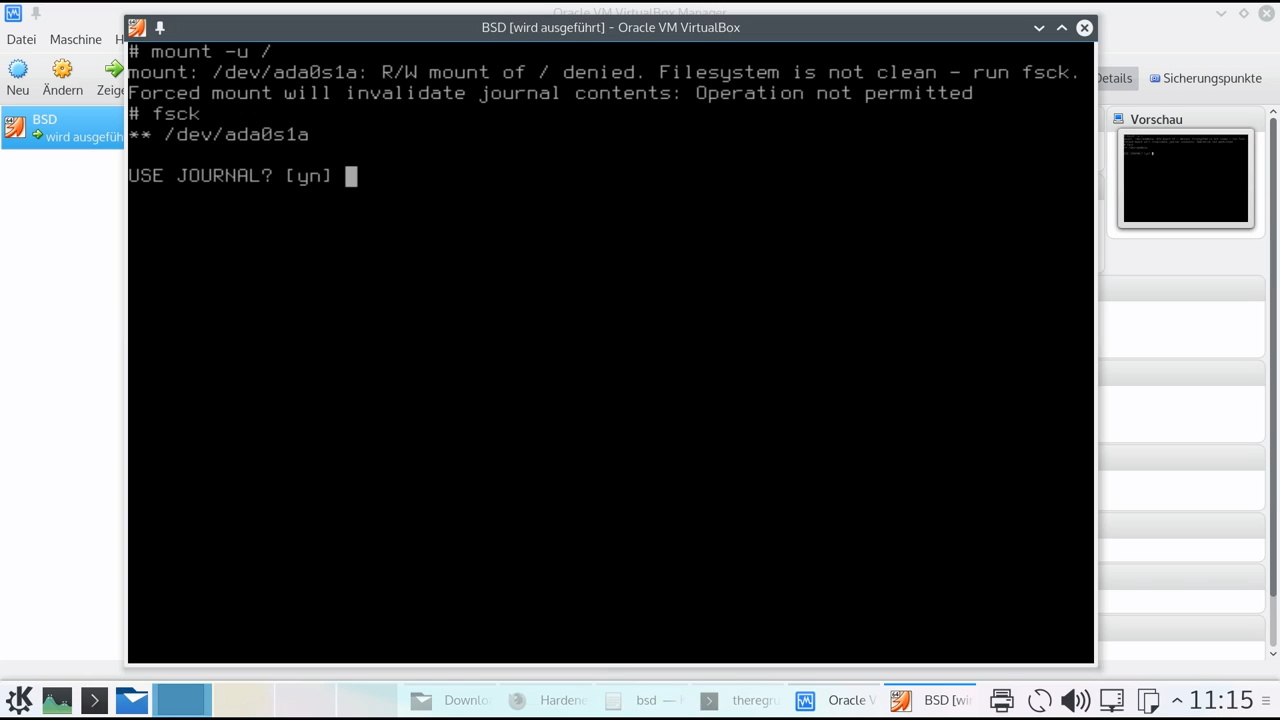 Oracle VM VirtualBox Manager
BSD [wird ausgeführt] - Oracle VM VirtualBox
Datei Maschine H
Neu Ändern Zeige
Details Sicherungspunkte
BSD
wird ausgefüh
Vorschau
# mount -u /
mount: /dev/ada0s1a: R/W mount of / denied. Filesystem is not clean - run fsck.
Forced mount will invalidate journal contents: Operation not permitted
# fsck
** /dev/ada0s1a
USE JOURNAL? [yn]
Downlo Hardene bsd — theregru Oracle V BSD [wi 11:15